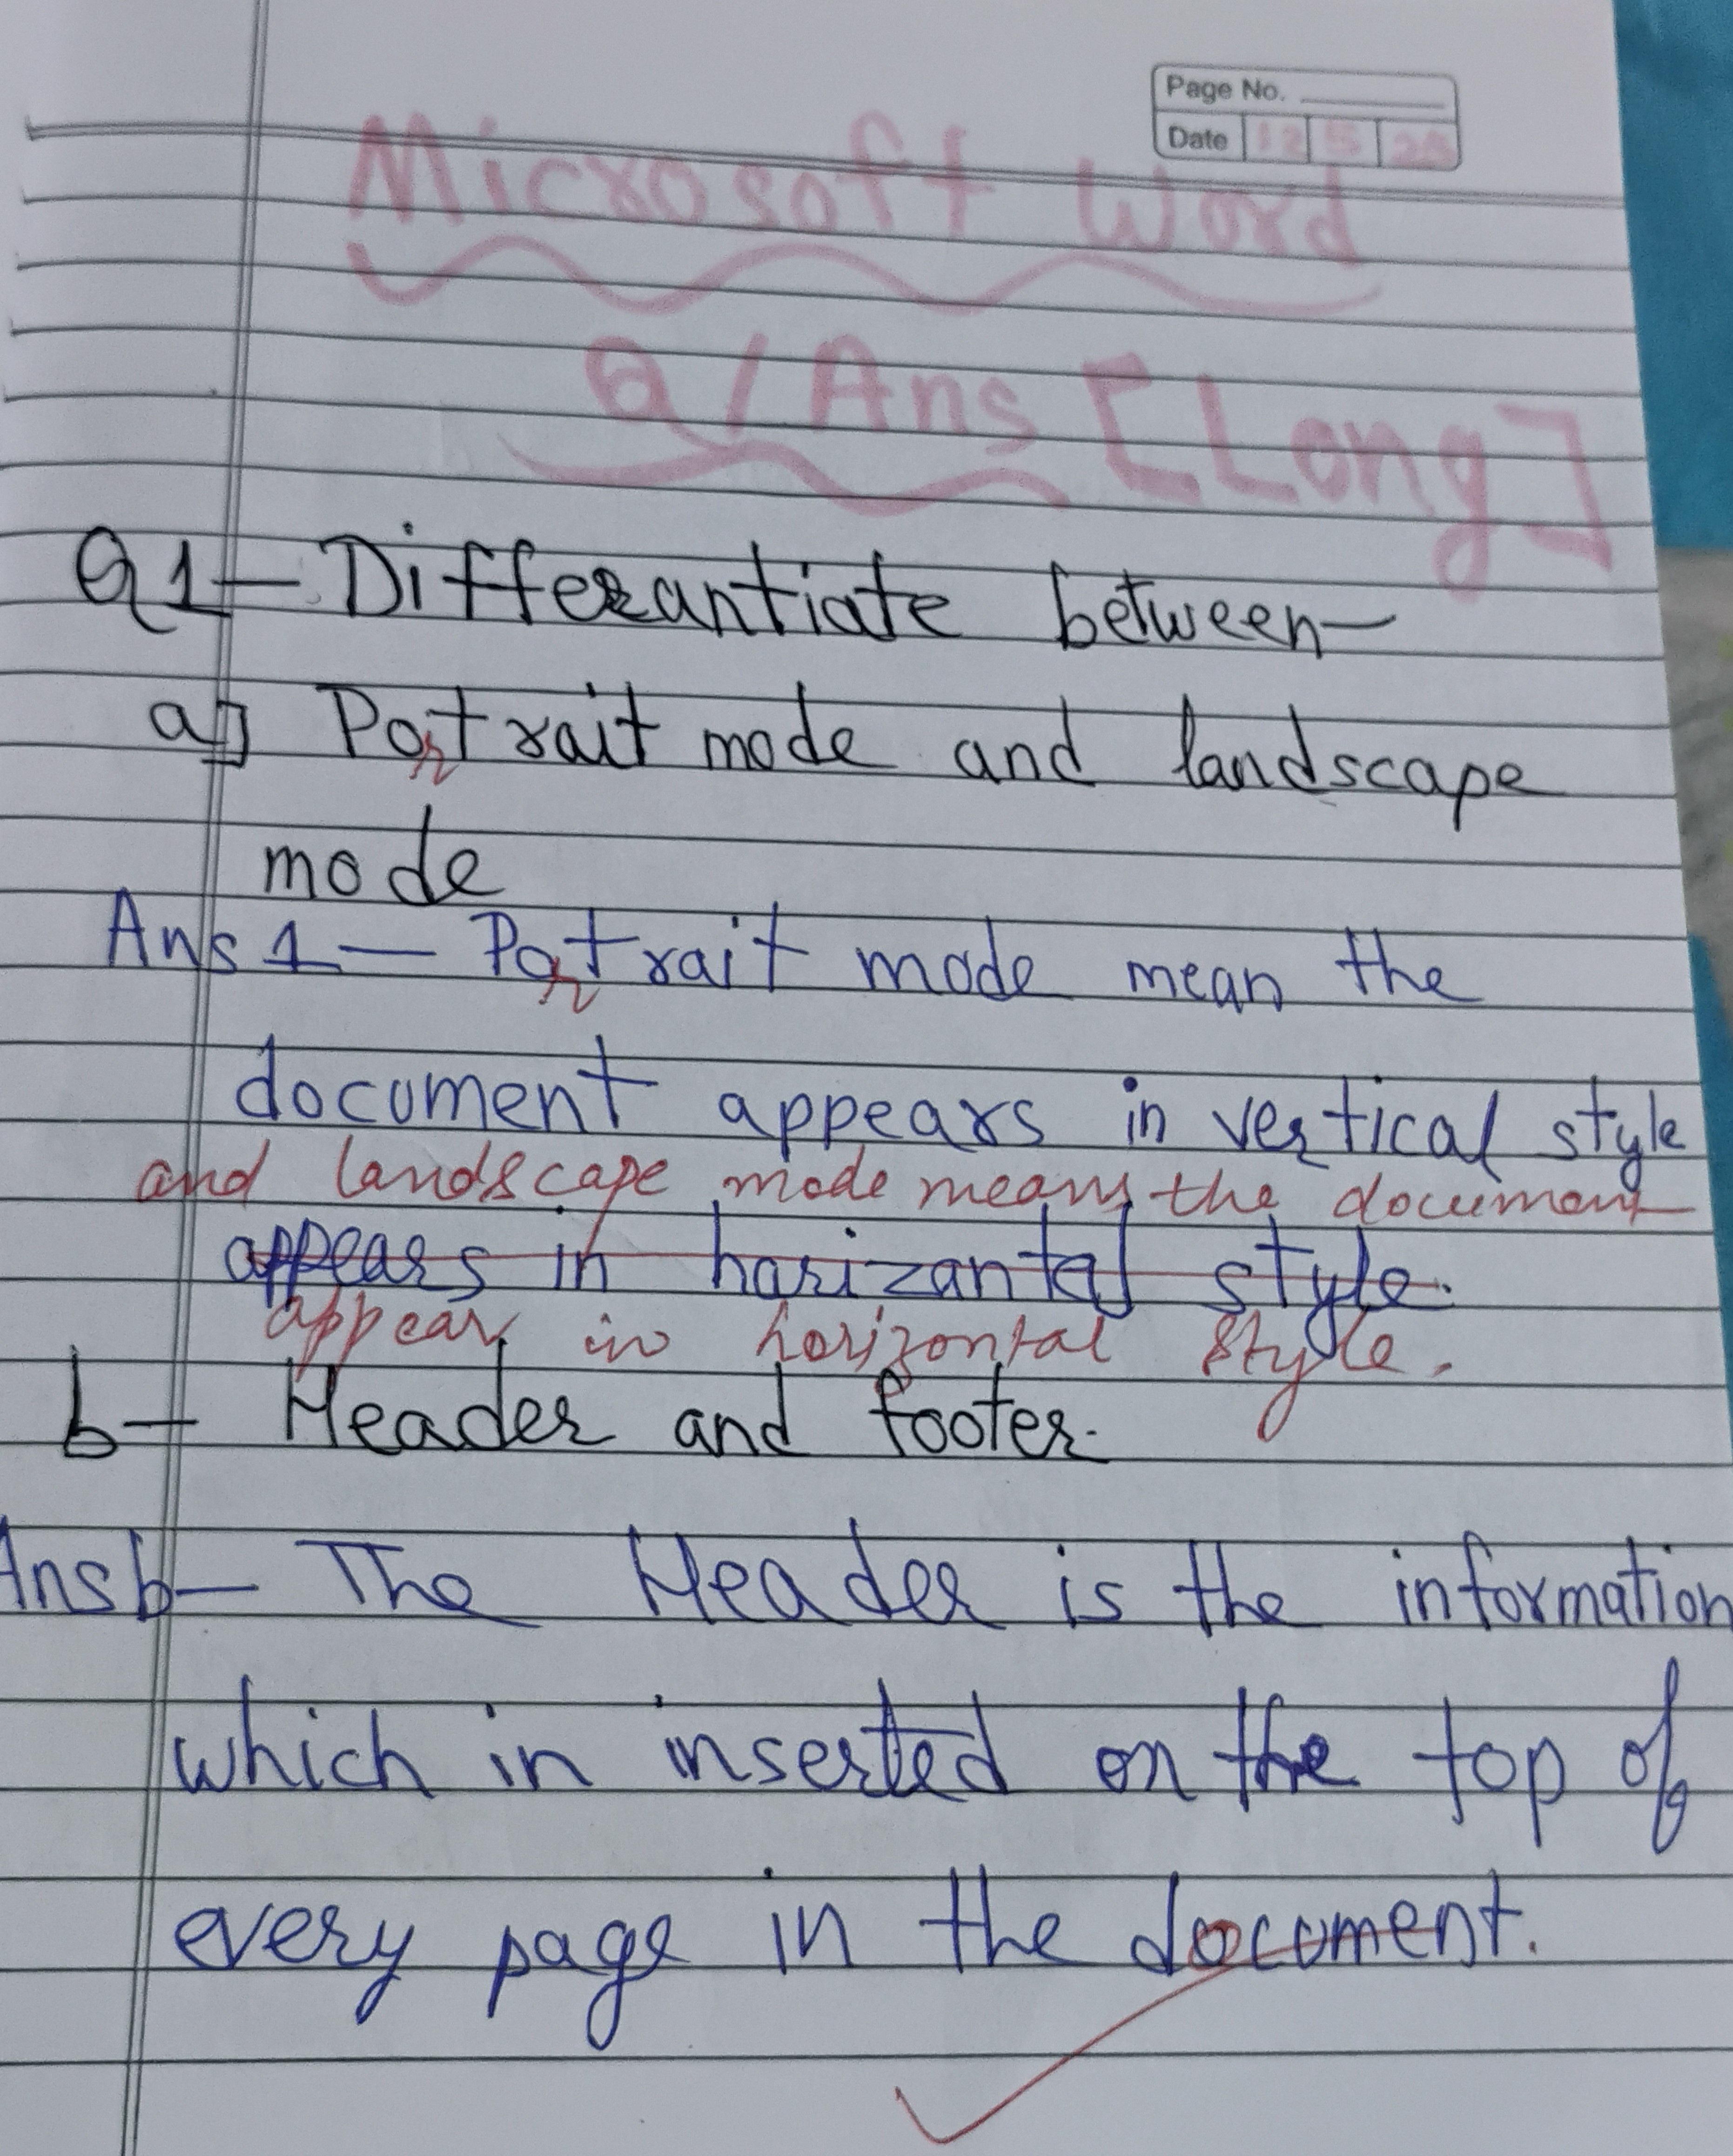 Page No.
Date 12 5 2
Microsoft Word
Q/Ans [Long]
Q1— Differantiate between—
a] Portrait mode and landscape
mode
Ans 1— Portrait mode mean the
document appears in vertical style
and landscape mode means the document
appears in harizantal style.
appear in horizontal style.
b— Header and footer.
Ans b— The Header is the information
which in inserted on the top of
every page in the document.